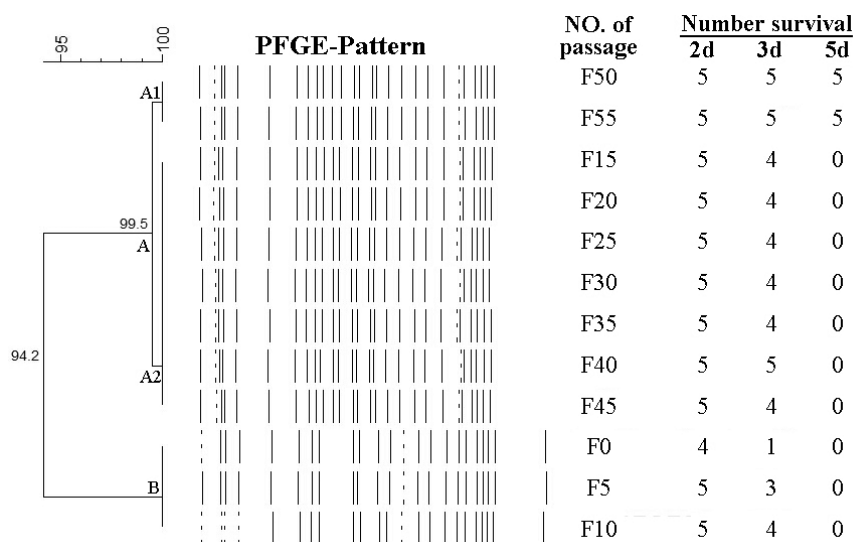 95
100
PFGE-Pattern
NO. of
passage
Number survival
2d 3d 5d
A1
F50 5 5 5
F55 5 5 5
F15 5 4 0
F20 5 4 0
99.5
A
F25 5 4 0
F30 5 4 0
F35 5 4 0
94.2
A2
F40 5 5 0
F45 5 4 0
F0 4 1 0
B
F5 5 3 0
F10 5 4 0